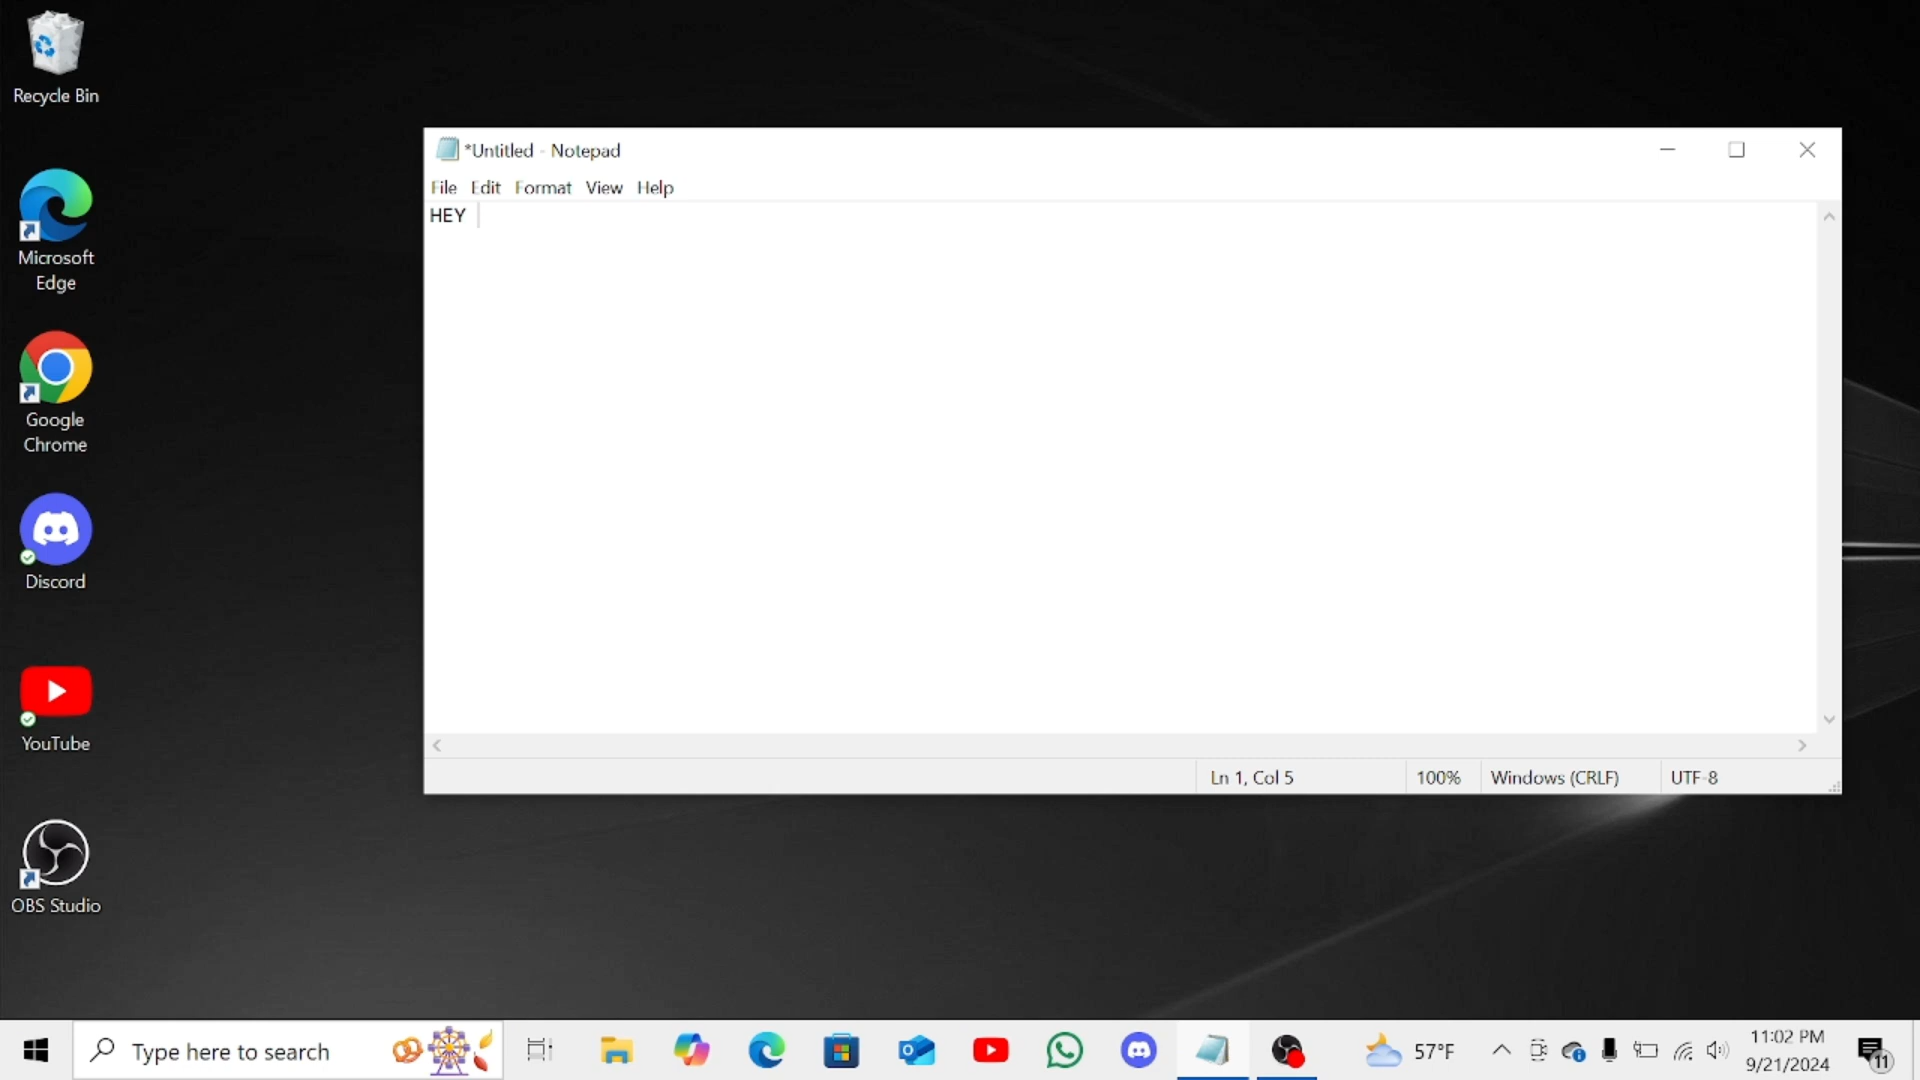 Recycle Bin
Microsoft
Edge
Google
Chrome
Discord
YouTube
OBS Studio
*Untitled - Notepad
File Edit Format View Help
HEY
Ln 1, Col 5 100% Windows (CRLF) UTF-8
Type here to search
57°F
11:02 PM
9/21/2024
11